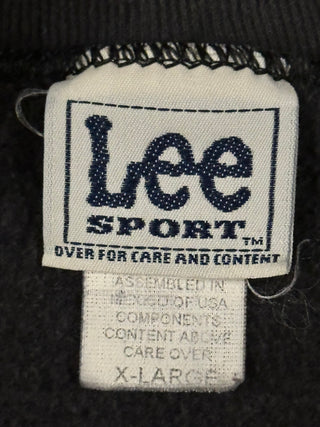 Lee
SPORT™
OVER FOR CARE AND CONTENT
ASSEMBLED IN
MEXICO OF USA
COMPONENTS
CONTENT ABOVE
CARE OVER
X-LARGE